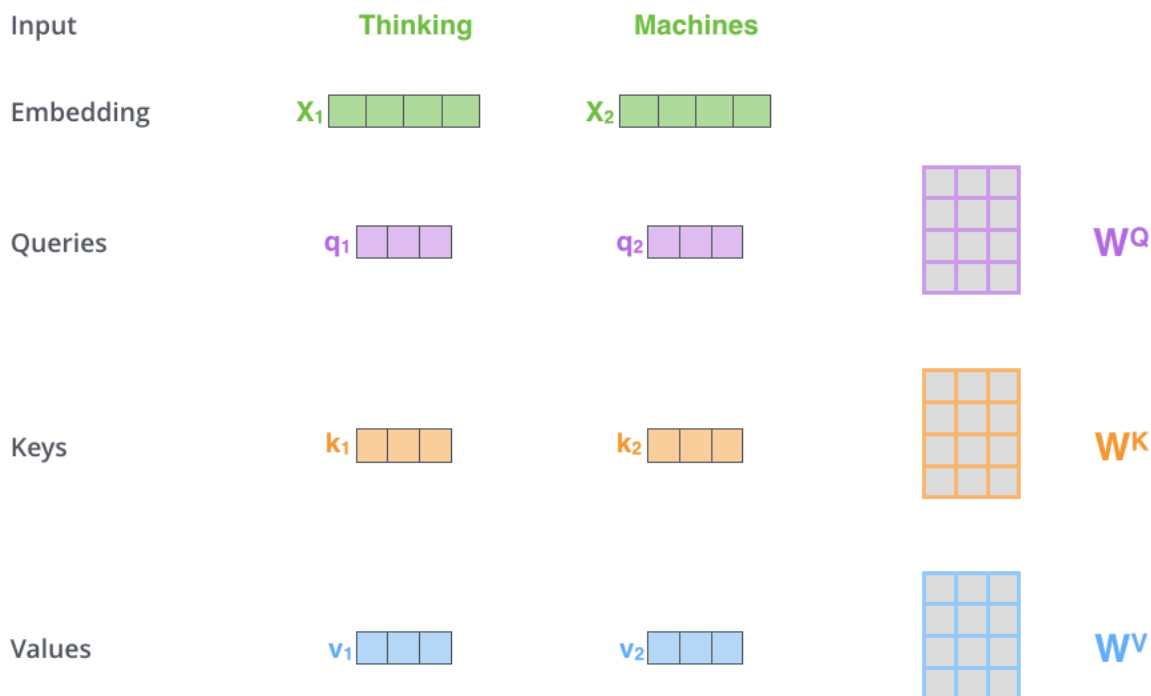 Input Thinking Machines
Embedding X1 X2
Queries q1 q2 WQ
Keys k1 k2 WK
Values v1 v2 WV